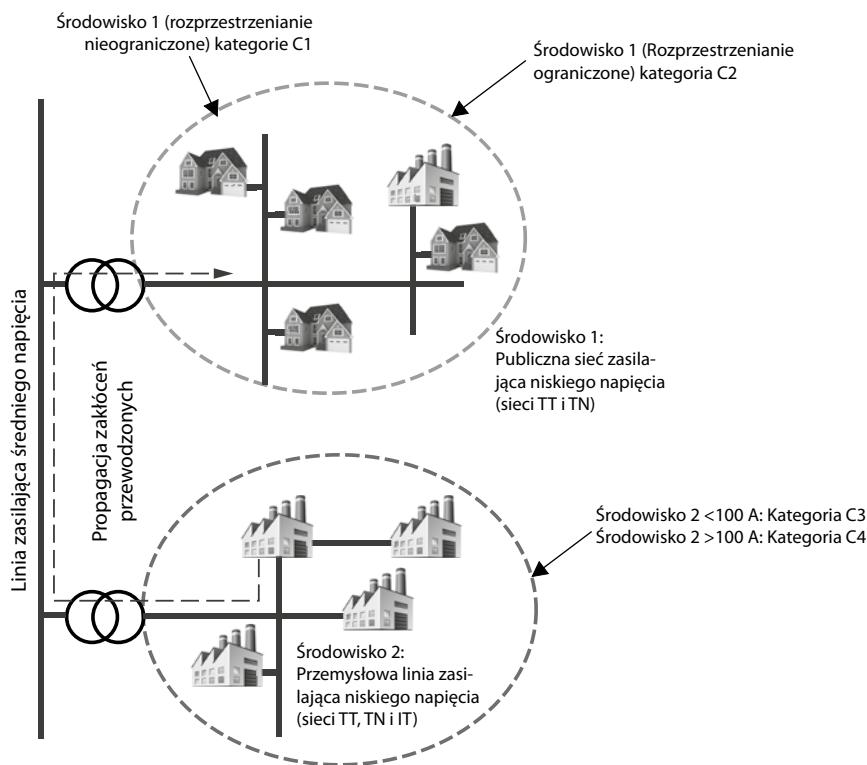 Środowisko 1 (rozprzestrzenianie
nieograniczone) kategorie C1
Środowisko 1 (Rozprzestrzenianie
ograniczone) kategoria C2
Linia zasilająca średniego napięcia
Propagacja zakłóceń
przewodzonych
Środowisko 1:
Publiczna sieć zasila-
jąca niskiego napięcia
(sieci TT i TN)
Środowisko 2 <100 A: Kategoria C3
Środowisko 2 >100 A: Kategoria C4
Środowisko 2:
Przemysłowa linia zasi-
lająca niskiego napięcia
(sieci TT, TN i IT)